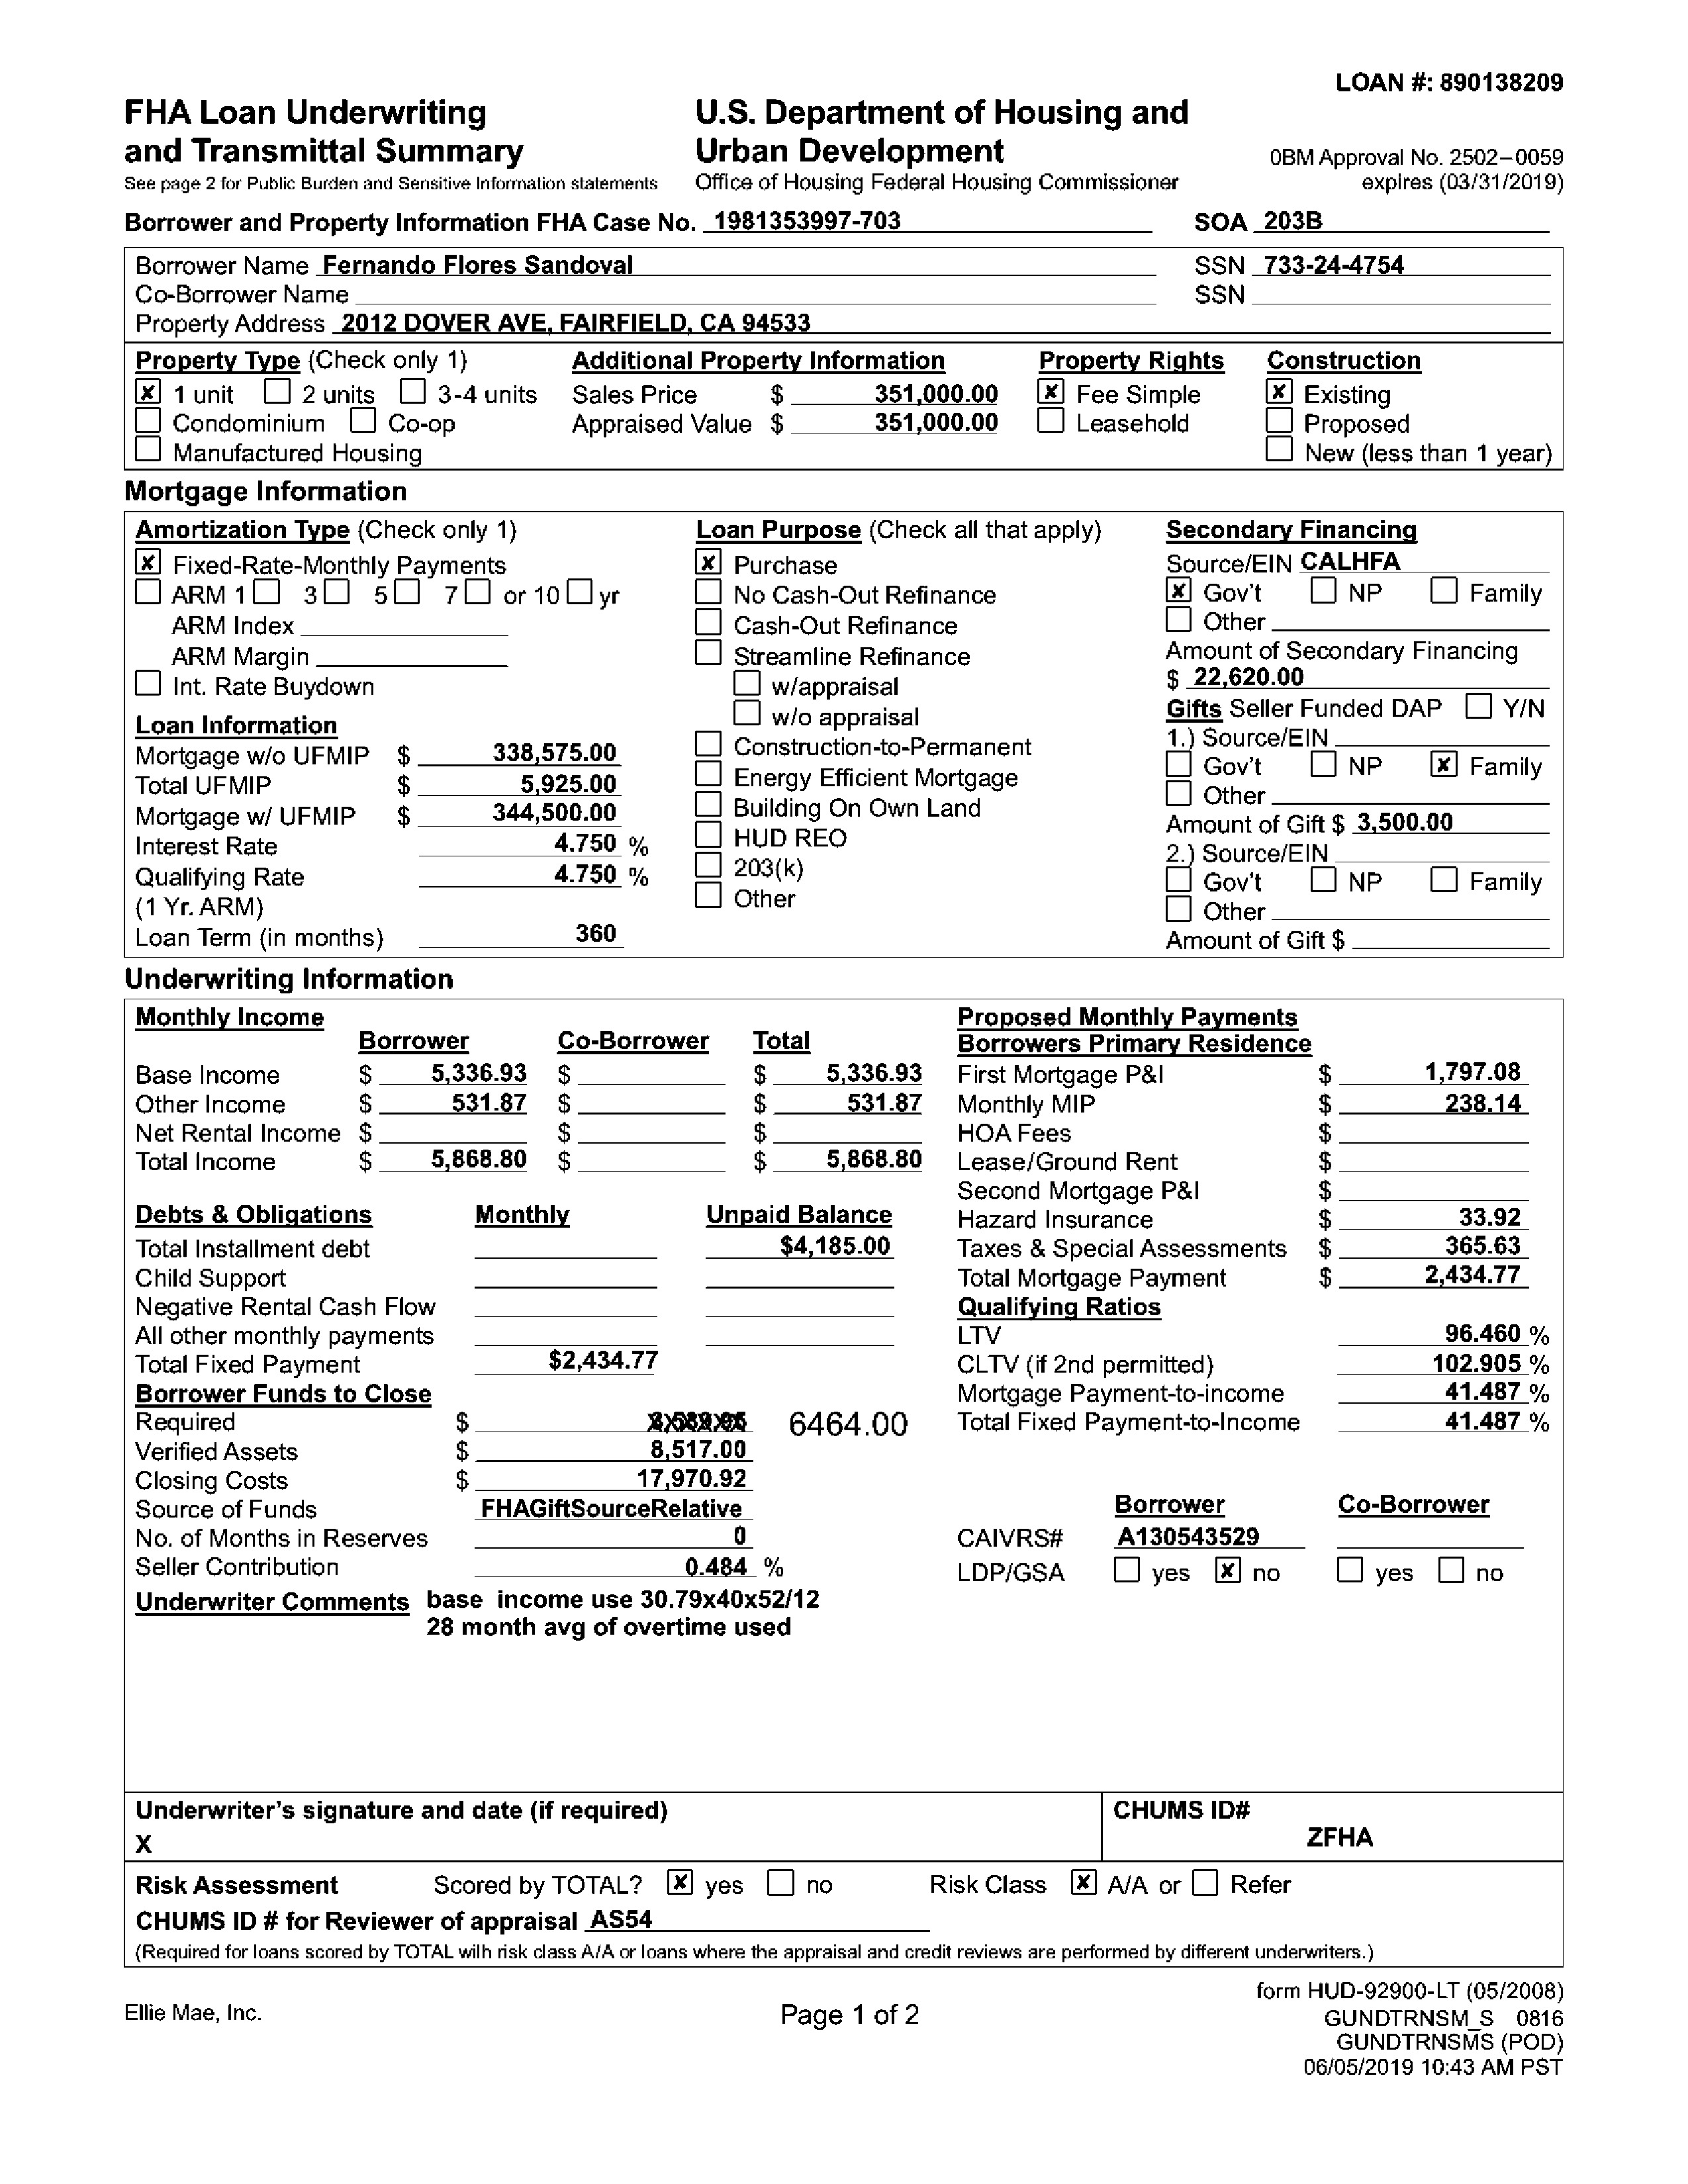 LOAN #: 890138209
FHA Loan Underwriting
and Transmittal Summary
See page 2 for Public Burden and Sensitive Information statements
U.S. Department of Housing and
Urban Development
Office of Housing Federal Housing Commissioner
0BM Approval No. 2502–0059
expires (03/31/2019)
Borrower and Property Information FHA Case No. 1981353997-703 SOA 203B
Borrower Name Fernando Flores Sandoval SSN 733-24-4754
Co-Borrower Name SSN
Property Address 2012 DOVER AVE, FAIRFIELD, CA 94533
Property Type (Check only 1)
x 1 unit 2 units 3-4 units
Condominium Co-op
Manufactured Housing
Additional Property Information
Sales Price $ 351,000.00
Appraised Value $ 351,000.00
Property Rights
x Fee Simple
Leasehold
Construction
x Existing
Proposed
New (less than 1 year)
Mortgage Information
Amortization Type (Check only 1)
x Fixed-Rate-Monthly Payments
ARM 1 3 5 7 or 10 yr
ARM Index
ARM Margin
Int. Rate Buydown
Loan Information
Mortgage w/o UFMIP $ 338,575.00
Total UFMIP $ 5,925.00
Mortgage w/ UFMIP $ 344,500.00
Interest Rate 4.750 %
Qualifying Rate 4.750 %
(1 Yr. ARM)
Loan Term (in months) 360
Loan Purpose (Check all that apply)
x Purchase
No Cash-Out Refinance
Cash-Out Refinance
Streamline Refinance
w/appraisal
w/o appraisal
Construction-to-Permanent
Energy Efficient Mortgage
Building On Own Land
HUD REO
203(k)
Other
Secondary Financing
Source/EIN CALHFA
x Gov't NP Family
Other
Amount of Secondary Financing
$ 22,620.00
Gifts Seller Funded DAP Y/N
1.) Source/EIN
Gov't NP x Family
Other
Amount of Gift $ 3,500.00
2.) Source/EIN
Gov't NP Family
Other
Amount of Gift $
Underwriting Information
Monthly Income
Borrower Co-Borrower Total
Base Income $ 5,336.93 $ $ 5,336.93
Other Income $ 531.87 $ $ 531.87
Net Rental Income $ $ $
Total Income $ 5,868.80 $ $ 5,868.80
Debts & Obligations Monthly Unpaid Balance
Total Installment debt $4,185.00
Child Support
Negative Rental Cash Flow
All other monthly payments
Total Fixed Payment $2,434.77
Borrower Funds to Close
Required $ 6464.00
Verified Assets $ 8,517.00
Closing Costs $ 17,970.92
Source of Funds FHAGiftSourceRelative
No. of Months in Reserves 0
Seller Contribution 0.484 %
Proposed Monthly Payments
Borrowers Primary Residence
First Mortgage P&I $ 1,797.08
Monthly MIP $ 238.14
HOA Fees $
Lease/Ground Rent $
Second Mortgage P&I $
Hazard Insurance $ 33.92
Taxes & Special Assessments $ 365.63
Total Mortgage Payment $ 2,434.77
Qualifying Ratios
LTV 96.460 %
CLTV (if 2nd permitted) 102.905 %
Mortgage Payment-to-income 41.487 %
Total Fixed Payment-to-Income 41.487 %
Borrower Co-Borrower
CAIVRS# A130543529
LDP/GSA yes x no yes no
Underwriter Comments base income use 30.79x40x52/12
28 month avg of overtime used
Underwriter's signature and date (if required)
X
CHUMS ID#
ZFHA
Risk Assessment Scored by TOTAL? x yes no Risk Class x A/A or Refer
CHUMS ID # for Reviewer of appraisal AS54
(Required for loans scored by TOTAL wilh risk class A/A or loans where the appraisal and credit reviews are performed by different underwriters.)
Ellie Mae, Inc.
Page 1 of 2
form HUD-92900-LT (05/2008)
GUNDTRNSM_S 0816
GUNDTRNSMS (POD)
06/05/2019 10:43 AM PST